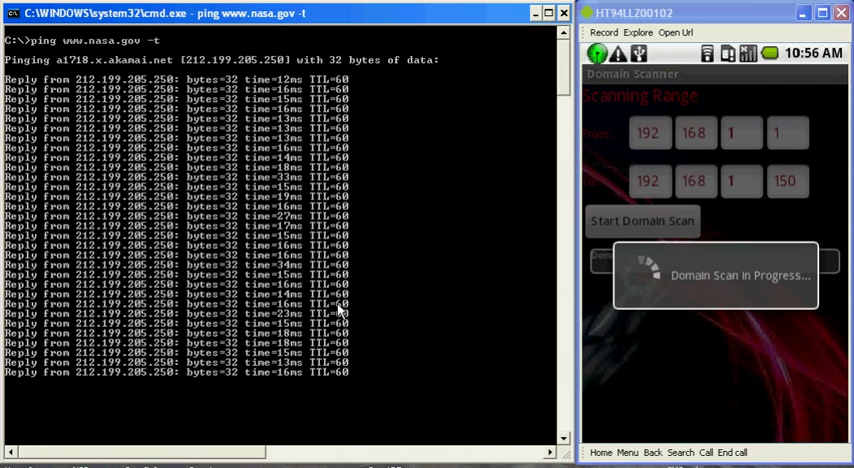 C:\WINDOWS\system32\cmd.exe - ping www.nasa.gov -t
C:\>ping www.nasa.gov -t
Pinging a1718.x.akamai.net [212.199.205.250] with 32 bytes of data:
Reply from 212.199.205.250: bytes=32 time=12ms TTL=60
Reply from 212.199.205.250: bytes=32 time=16ms TTL=60
Reply from 212.199.205.250: bytes=32 time=15ms TTL=60
Reply from 212.199.205.250: bytes=32 time=16ms TTL=60
Reply from 212.199.205.250: bytes=32 time=13ms TTL=60
Reply from 212.199.205.250: bytes=32 time=13ms TTL=60
Reply from 212.199.205.250: bytes=32 time=13ms TTL=60
Reply from 212.199.205.250: bytes=32 time=16ms TTL=60
Reply from 212.199.205.250: bytes=32 time=14ms TTL=60
Reply from 212.199.205.250: bytes=32 time=18ms TTL=60
Reply from 212.199.205.250: bytes=32 time=33ms TTL=60
Reply from 212.199.205.250: bytes=32 time=15ms TTL=60
Reply from 212.199.205.250: bytes=32 time=19ms TTL=60
Reply from 212.199.205.250: bytes=32 time=16ms TTL=60
Reply from 212.199.205.250: bytes=32 time=27ms TTL=60
Reply from 212.199.205.250: bytes=32 time=17ms TTL=60
Reply from 212.199.205.250: bytes=32 time=15ms TTL=60
Reply from 212.199.205.250: bytes=32 time=16ms TTL=60
Reply from 212.199.205.250: bytes=32 time=16ms TTL=60
Reply from 212.199.205.250: bytes=32 time=34ms TTL=60
Reply from 212.199.205.250: bytes=32 time=15ms TTL=60
Reply from 212.199.205.250: bytes=32 time=16ms TTL=60
Reply from 212.199.205.250: bytes=32 time=14ms TTL=60
Reply from 212.199.205.250: bytes=32 time=16ms TTL=60
Reply from 212.199.205.250: bytes=32 time=23ms TTL=60
Reply from 212.199.205.250: bytes=32 time=15ms TTL=60
Reply from 212.199.205.250: bytes=32 time=18ms TTL=60
Reply from 212.199.205.250: bytes=32 time=18ms TTL=60
Reply from 212.199.205.250: bytes=32 time=15ms TTL=60
Reply from 212.199.205.250: bytes=32 time=13ms TTL=60
Reply from 212.199.205.250: bytes=32 time=16ms TTL=60
HT94LLZ00102
Record Explore Open Url
10:56 AM
Domain Scanner
Scanning Range
From: 192 168 1 1
192 168 1 150
Start Domain Scan
Domain Scan In Progress...
Home Menu Back Search Call End call